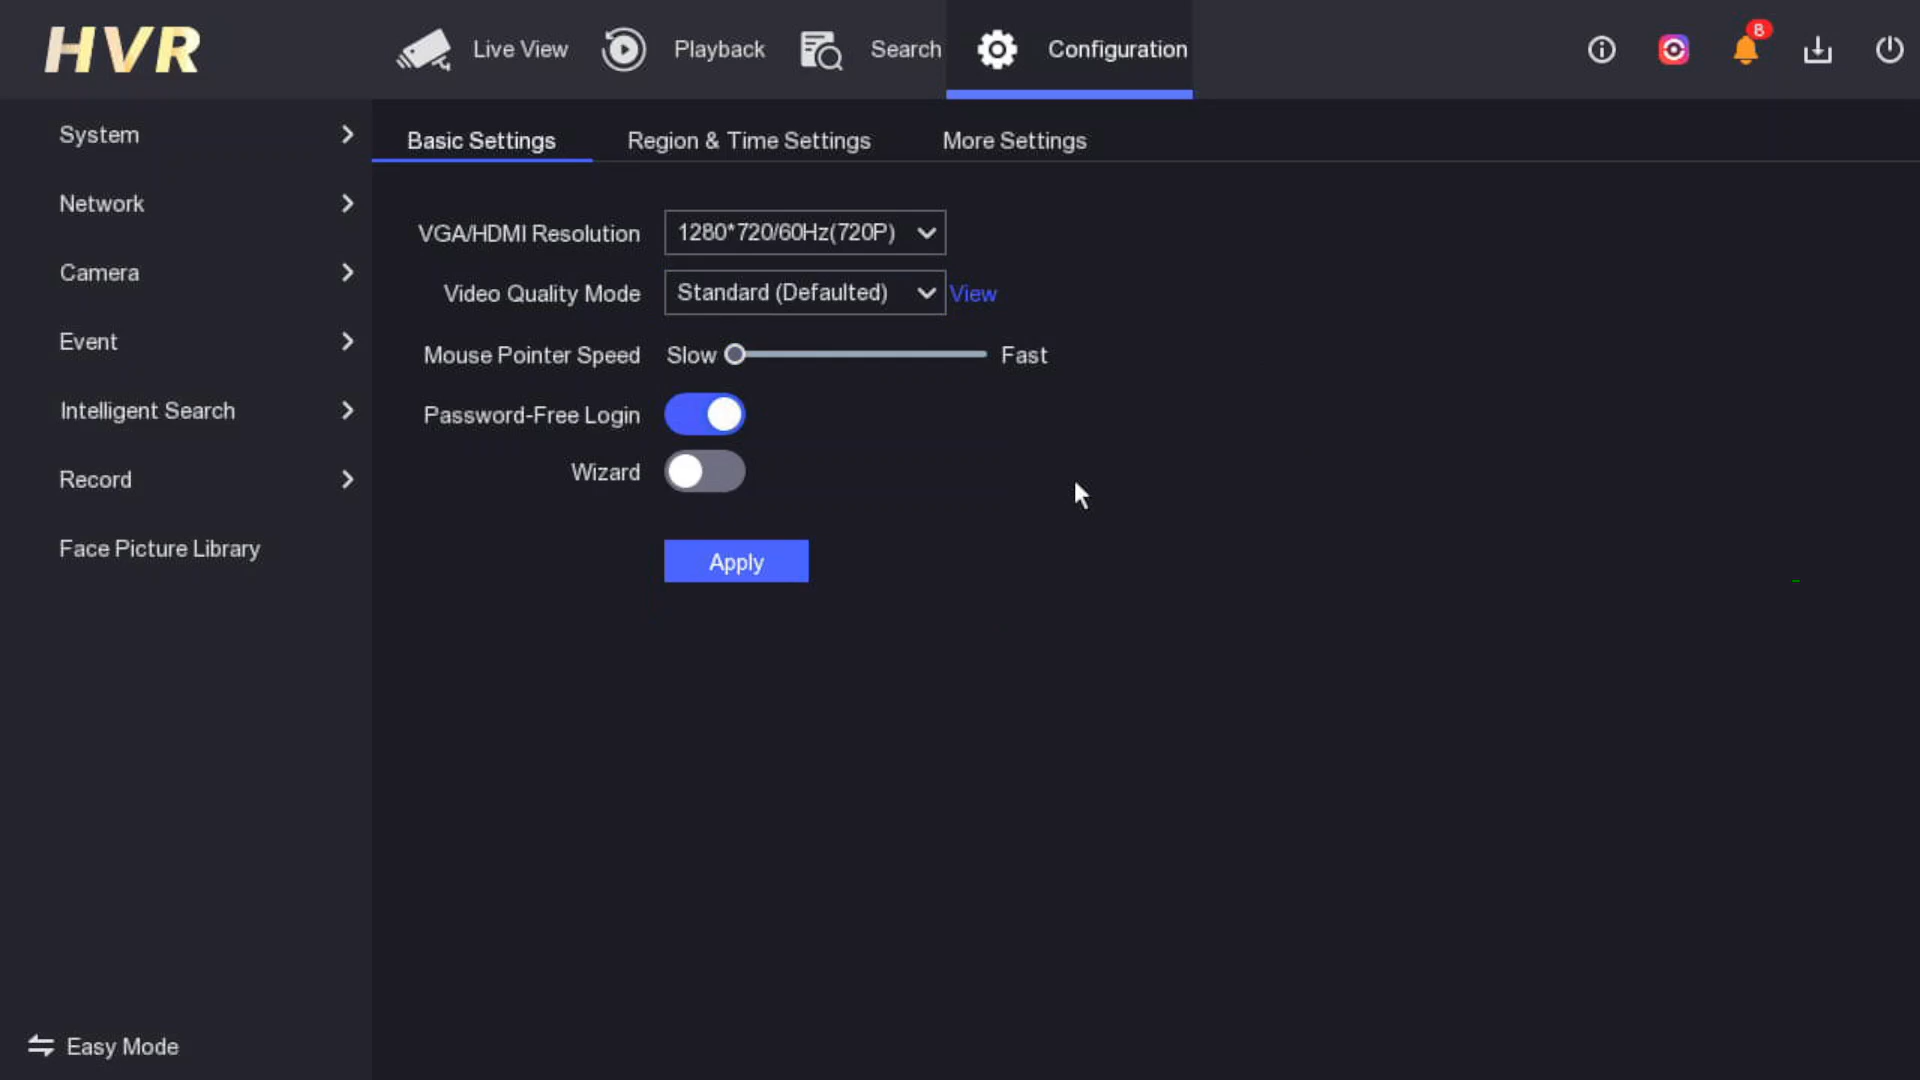 HVR
Live View
Playback
Search
Configuration
8
System
Network
Camera
Event
Intelligent Search
Record
Face Picture Library
Easy Mode
Basic Settings
Region & Time Settings
More Settings
VGA/HDMI Resolution 1280*720/60Hz(720P)
Video Quality Mode Standard (Defaulted) View
Mouse Pointer Speed Slow Fast
Password-Free Login
Wizard
Apply